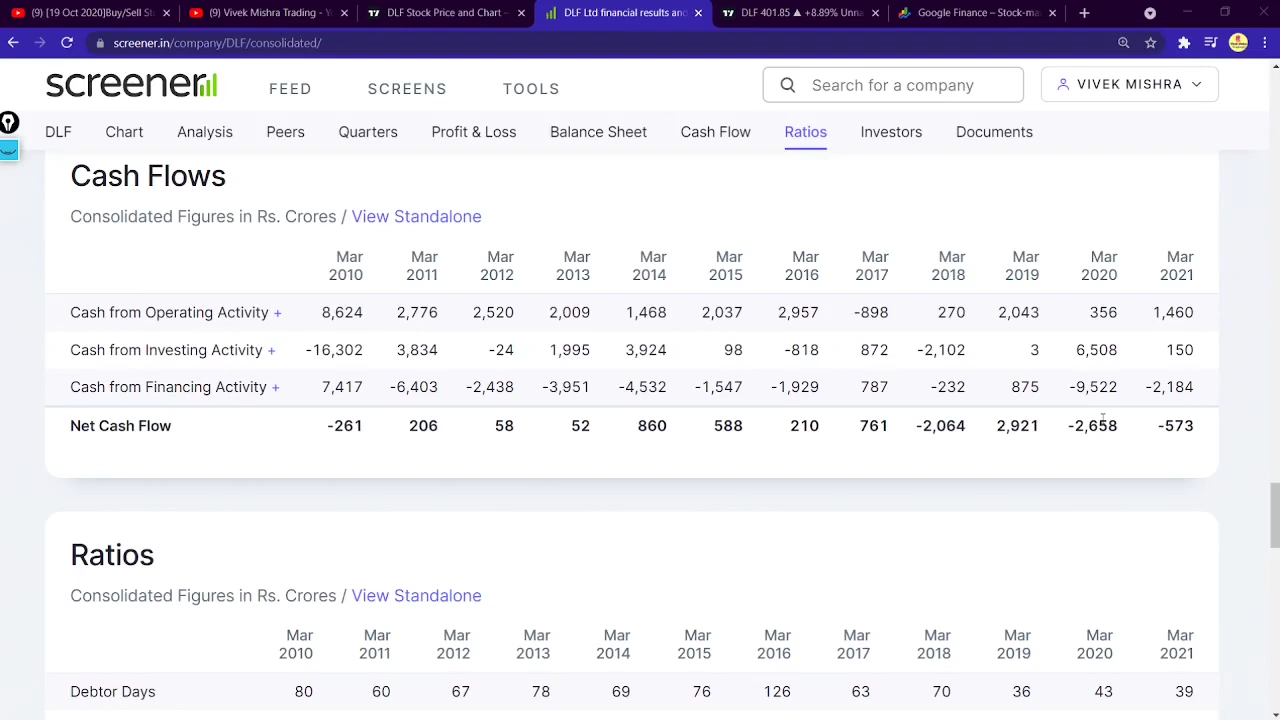 (9) [19 Oct 2020]Buy/Sell St
(9) Vivek Mishra Trading - Yo
DLF Stock Price and Chart –
DLF Ltd financial results and
DLF 401.85 ▲ +8.89% Unna
Google Finance – Stock-ma
screener.in/company/DLF/consolidated/
screener FEED SCREENS TOOLS Search for a company VIVEK MISHRA
DLF Chart Analysis Peers Quarters Profit & Loss Balance Sheet Cash Flow Ratios Investors Documents
Cash Flows
Consolidated Figures in Rs. Crores / View Standalone
Mar Mar Mar Mar Mar Mar Mar Mar Mar Mar Mar Mar
2010 2011 2012 2013 2014 2015 2016 2017 2018 2019 2020 2021
Cash from Operating Activity + 8,624 2,776 2,520 2,009 1,468 2,037 2,957 -898 270 2,043 356 1,460
Cash from Investing Activity + -16,302 3,834 -24 1,995 3,924 98 -818 872 -2,102 3 6,508 150
Cash from Financing Activity + 7,417 -6,403 -2,438 -3,951 -4,532 -1,547 -1,929 787 -232 875 -9,522 -2,184
Net Cash Flow -261 206 58 52 860 588 210 761 -2,064 2,921 -2,658 -573
Ratios
Consolidated Figures in Rs. Crores / View Standalone
Mar Mar Mar Mar Mar Mar Mar Mar Mar Mar Mar Mar
2010 2011 2012 2013 2014 2015 2016 2017 2018 2019 2020 2021
Debtor Days 80 60 67 78 69 76 126 63 70 36 43 39